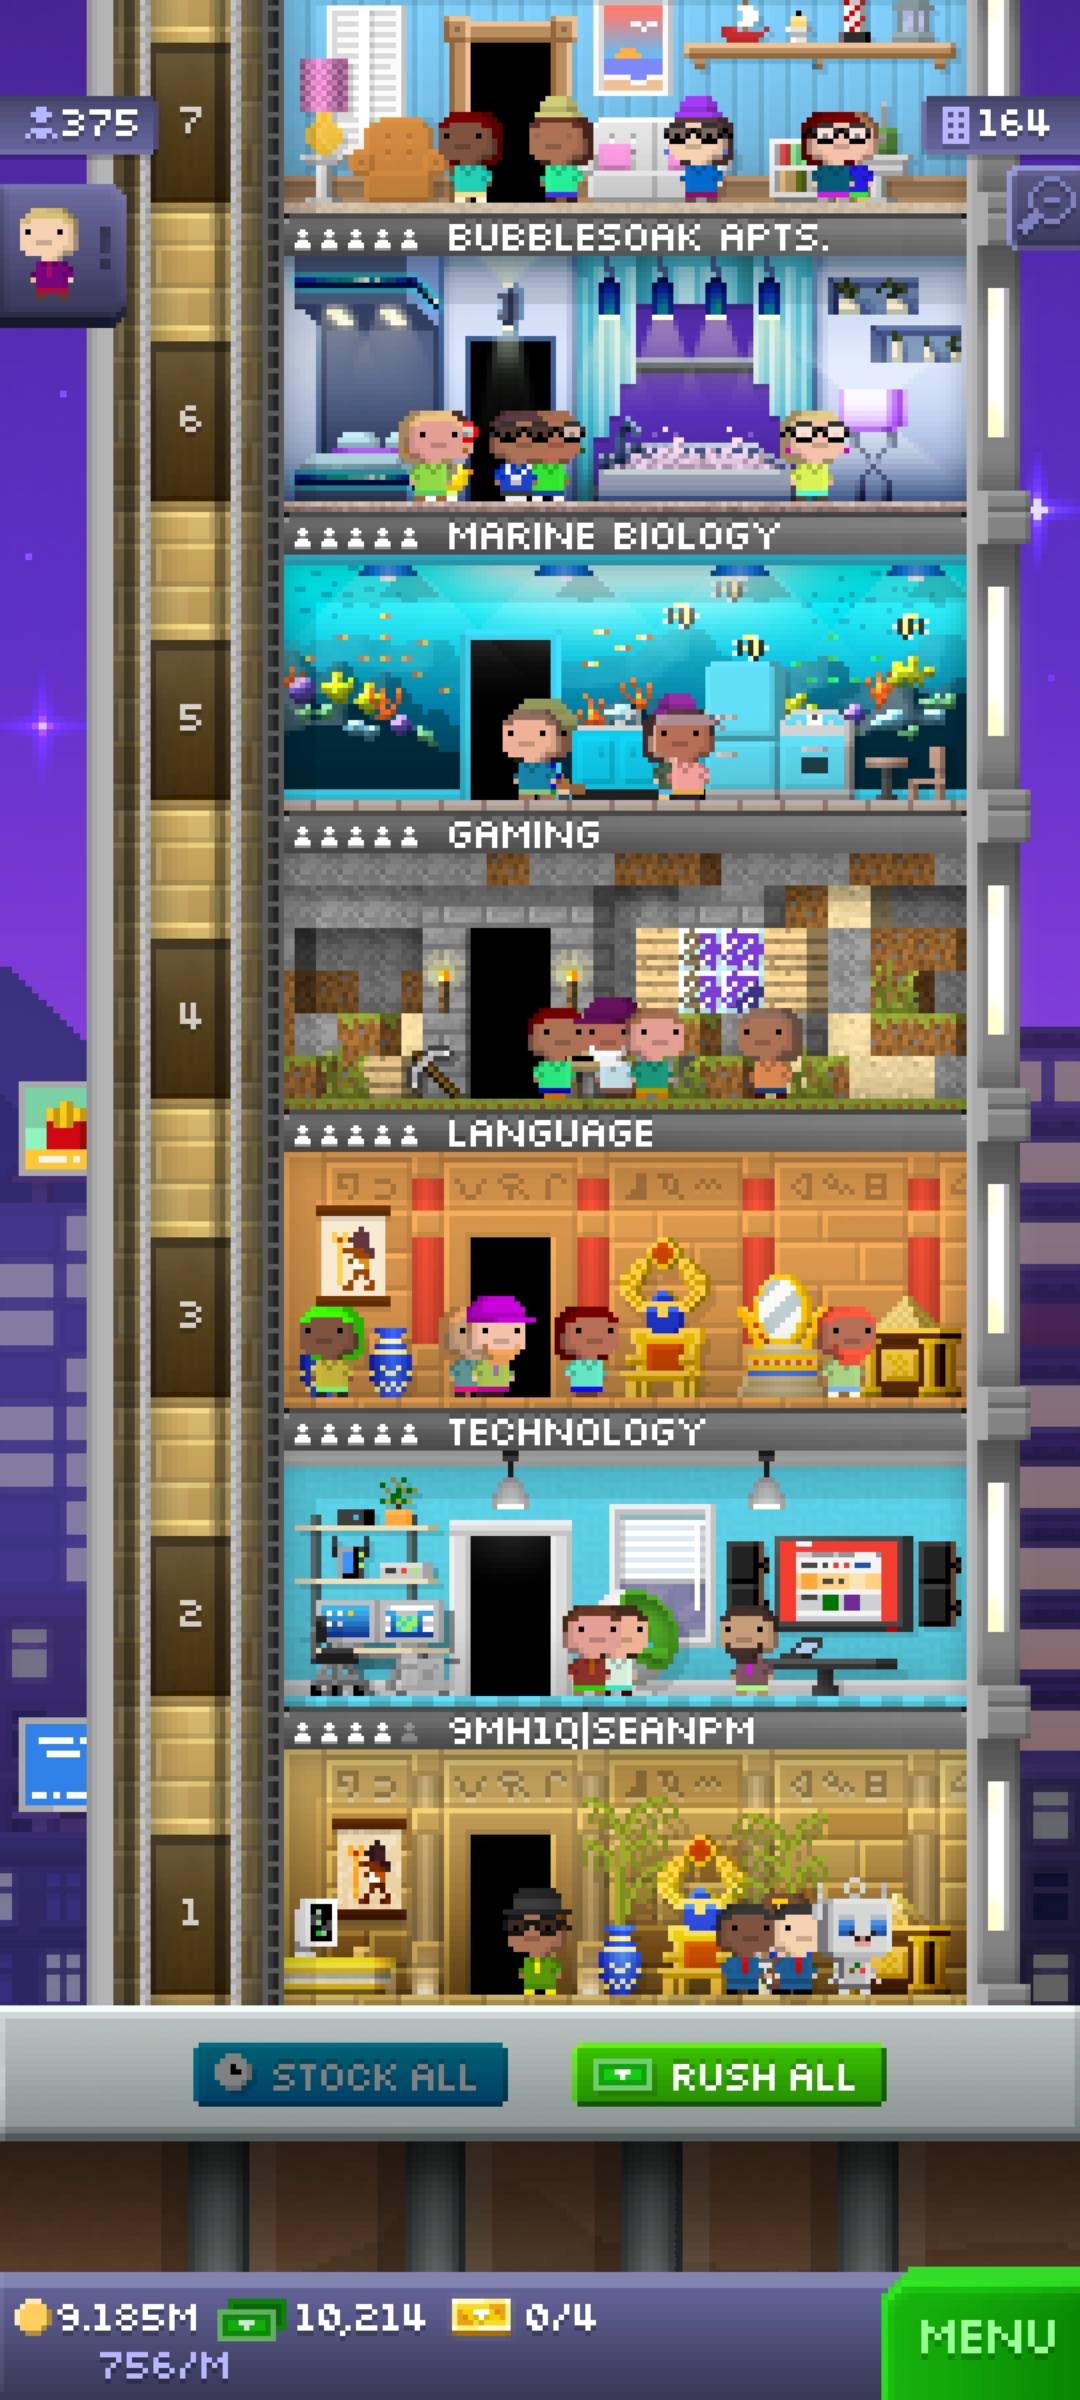 7
375
164
BUBBLESOAK APTS.
6
MARINE BIOLOGY
5
GAMING
4
LANGUAGE
3
TECHNOLOGY
2
9MH1Q|SEANPM
1
STOCK ALL
RUSH ALL
9.185M
10,214
0/4
756/M
MENU